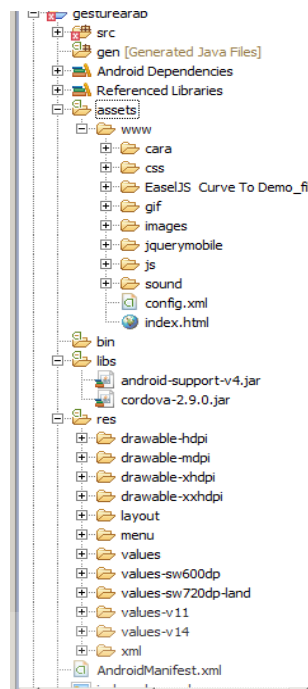 gesturearab
src
gen [Generated Java Files]
Android Dependencies
Referenced Libraries
assets
www
cara
css
EaselJS Curve To Demo_fi
gif
images
jquerymobile
js
sound
config.xml
index.html
bin
libs
android-support-v4.jar
cordova-2.9.0.jar
res
drawable-hdpi
drawable-mdpi
drawable-xhdpi
drawable-xxhdpi
layout
menu
values
values-sw600dp
values-sw720dp-land
values-v11
values-v14
xml
AndroidManifest.xml